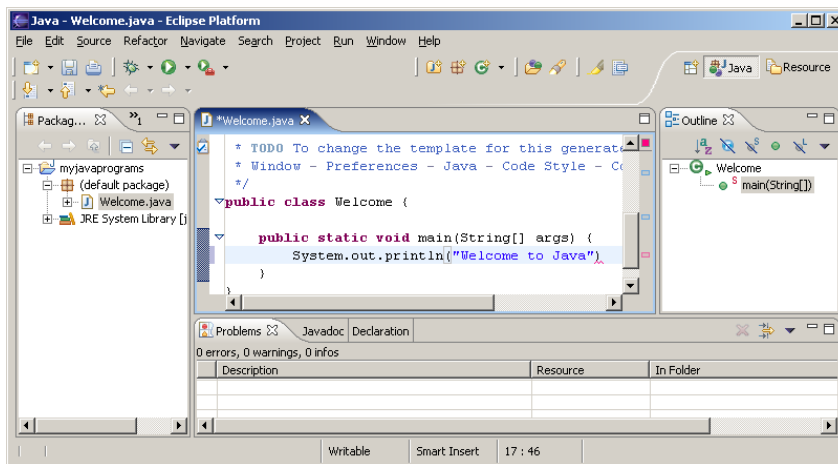 Java - Welcome.java - Eclipse Platform
File Edit Source Refactor Navigate Search Project Run Window Help
Java Resource
Packag... »1
myjavaprograms
(default package)
Welcome.java
JRE System Library [j
*Welcome.java
* TODO To change the template for this generate
* Window - Preferences - Java - Code Style - Co
*/
public class Welcome {
public static void main(String[] args) {
System.out.println("Welcome to Java")
}
}
Outline
Welcome
main(String[])
Problems Javadoc Declaration
0 errors, 0 warnings, 0 infos
Description Resource In Folder
Writable Smart Insert 17 : 46